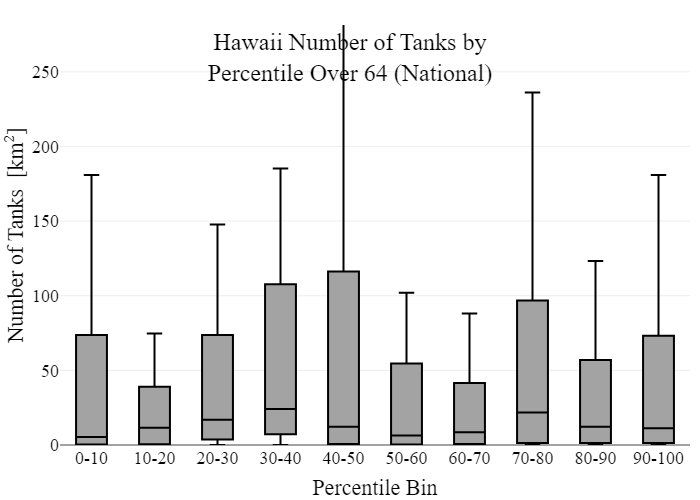 Hawaii Number of Tanks by
Percentile Over 64 (National)
Number of Tanks [km²]
250
200
150
100
50
0
0-10 10-20 20-30 30-40 40-50 50-60 60-70 70-80 80-90 90-100
Percentile Bin